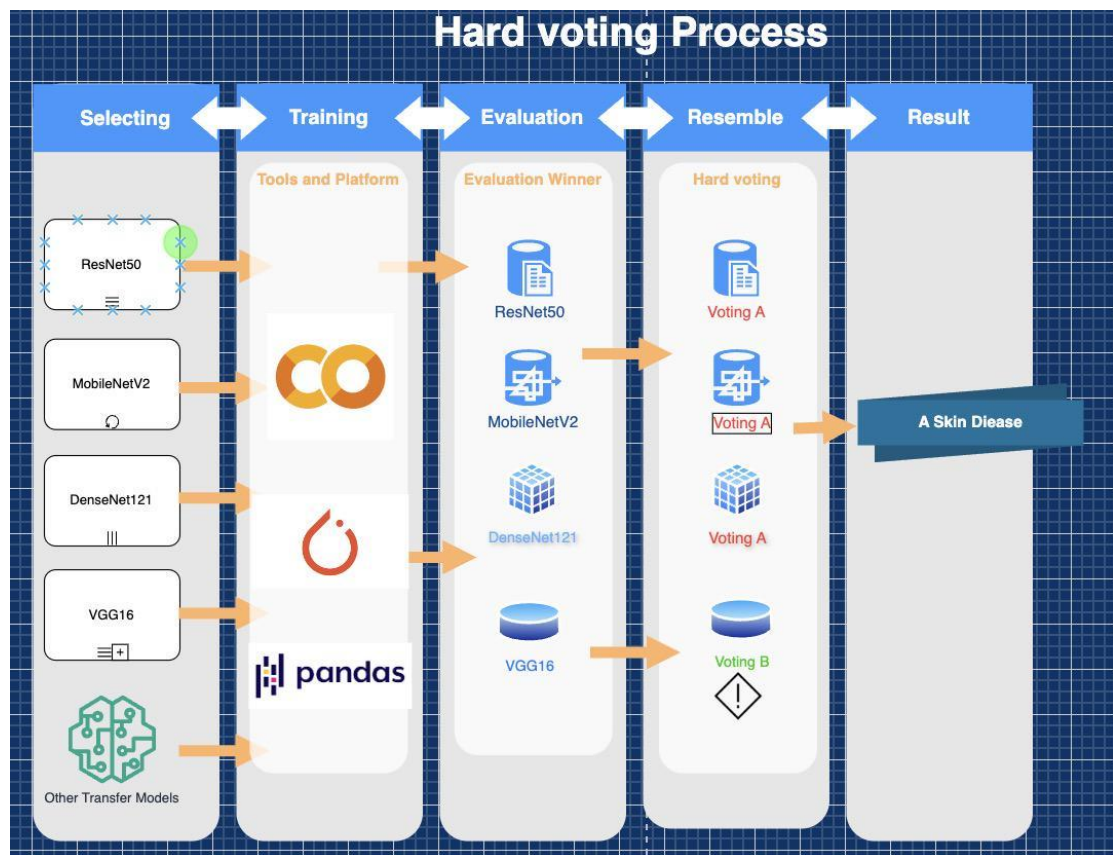 Hard voting Process
Selecting
Training
Evaluation
Resemble
Result
Tools and Platform
Evaluation Winner
Hard voting
ResNet50
MobileNetV2
DenseNet121
VGG16
Other Transfer Models
pandas
ResNet50
MobileNetV2
DenseNet121
VGG16
Voting A
Voting A
Voting A
Voting B
A Skin Diease